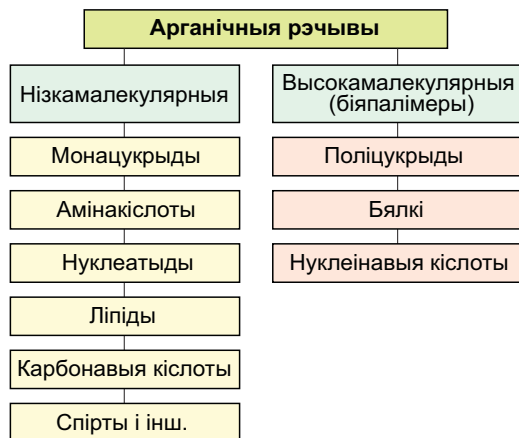 Арганічныя рэчывы
Нізкамалекулярныя
Монацукрыды
Амінакіслоты
Нуклеатыды
Ліпіды
Карбонавыя кіслоты
Спірты і інш.
Высокамалекулярныя
(біяпалімеры)
Поліцукрыды
Бялкі
Нуклеінавыя кіслоты